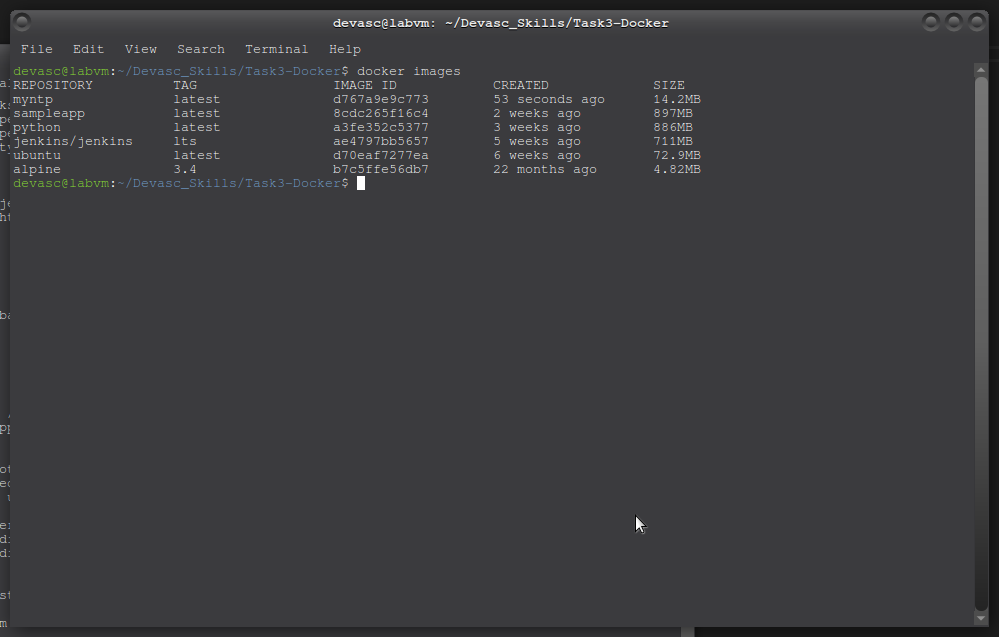 devasc@labvm: ~/Devasc_Skills/Task3-Docker
File Edit View Search Terminal Help
devasc@labvm:~/Devasc_Skills/Task3-Docker$ docker images
REPOSITORY TAG IMAGE ID CREATED SIZE
myntp latest d767a9e9c773 53 seconds ago 14.2MB
sampleapp latest 8cdc265f16c4 2 weeks ago 897MB
python latest a3fe352c5377 3 weeks ago 886MB
jenkins/jenkins lts ae4797bb5657 5 weeks ago 711MB
ubuntu latest d70eaf7277ea 6 weeks ago 72.9MB
alpine 3.4 b7c5ffe56db7 22 months ago 4.82MB
devasc@labvm:~/Devasc_Skills/Task3-Docker$